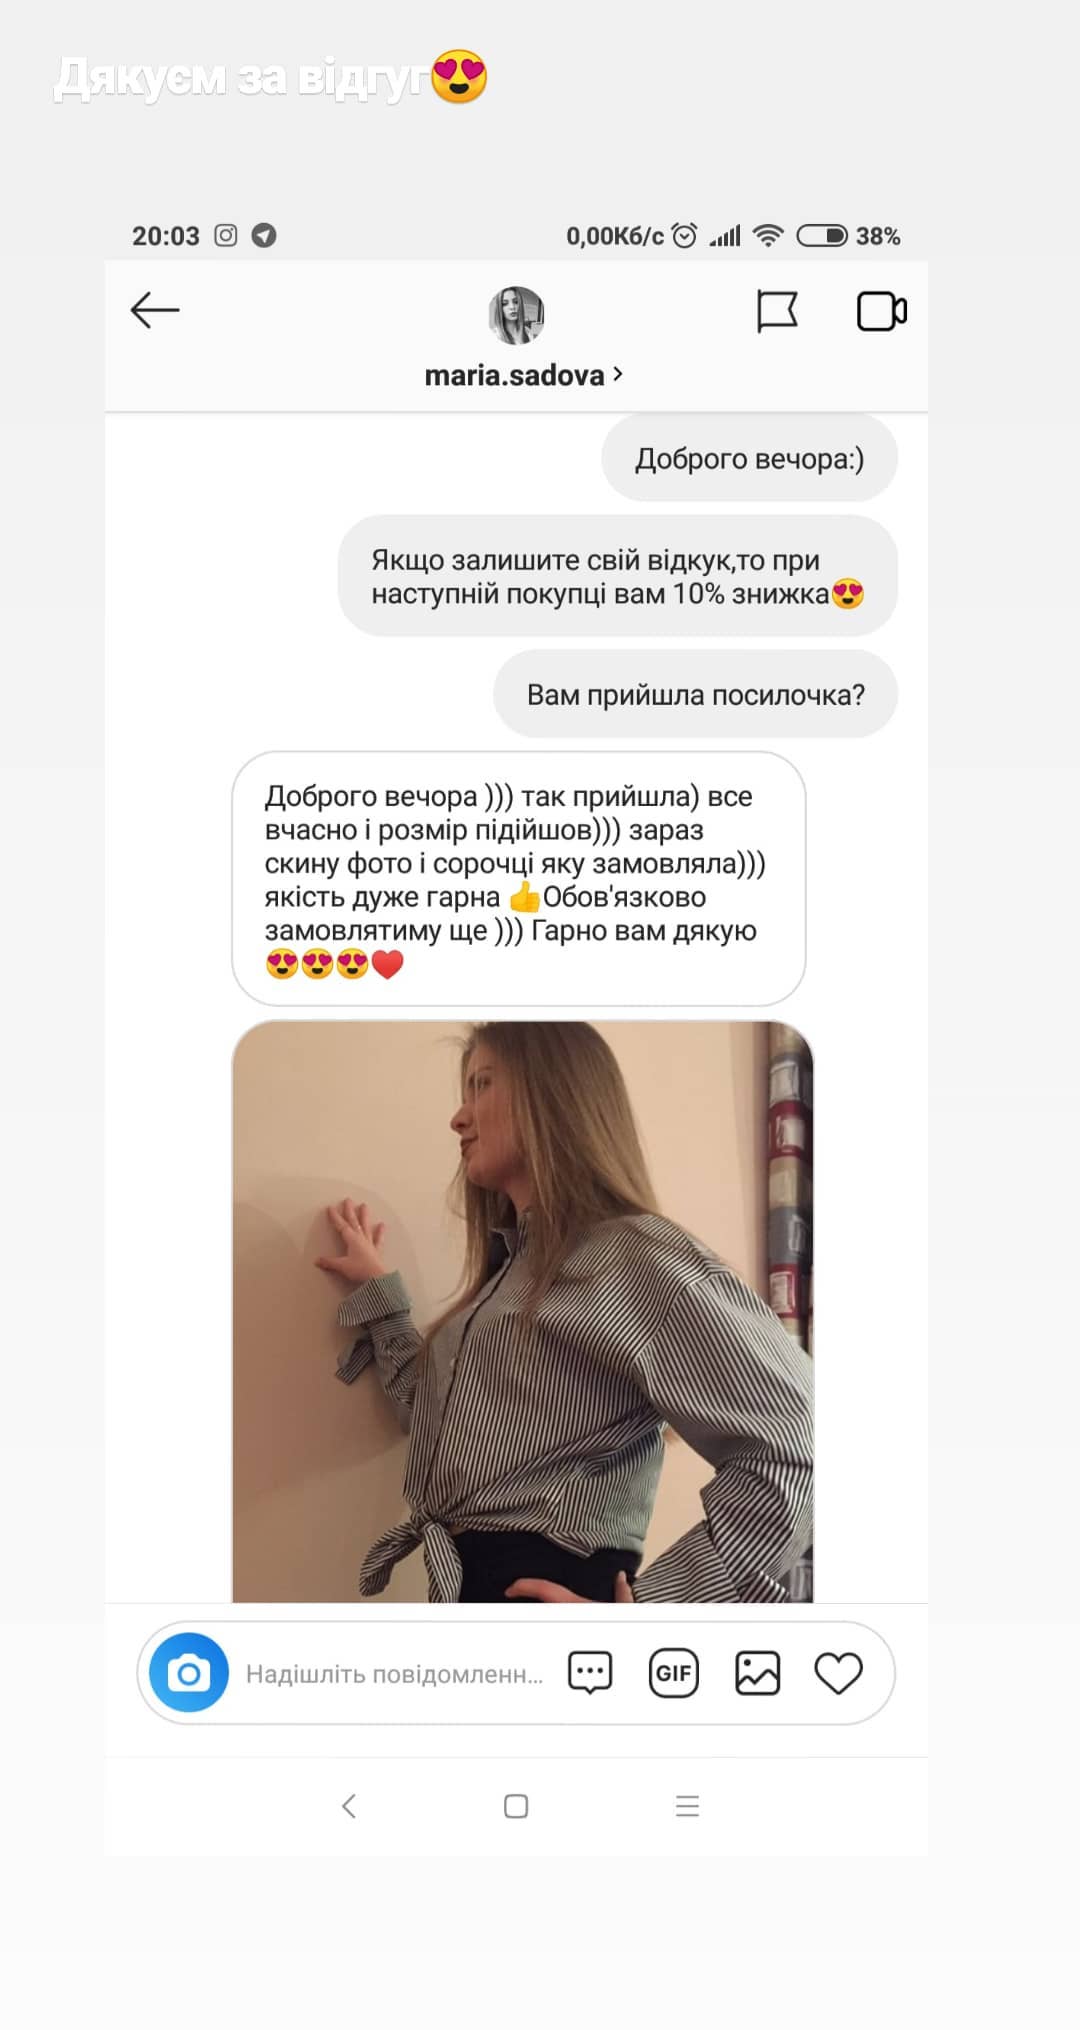 Дякуєм за відгуг😍
20:03 0,00Кб/с 38%
maria.sadova
Доброго вечора:)
Якщо залишите свій відкук,то при
наступній покупці вам 10% знижка😍
Вам прийшла посилочка?
Доброго вечора ))) так прийшла) все
вчасно і розмір підійшов))) зараз
скину фото і сорочці яку замовляла)))
якість дуже гарна 👍Обов'язково
замовлятиму ще ))) Гарно вам дякую
😍😍😍❤️
Надішліть повідомленн...
GIF